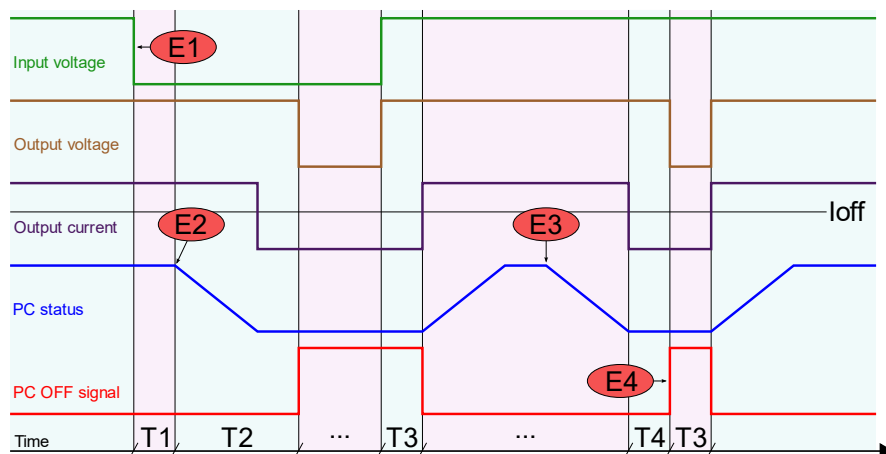 E1
Input voltage
Output voltage
E2
E3
Ioff
Output current
PC status
E4
PC OFF signal
Time
T1
T2
...
T3
...
T4
T3